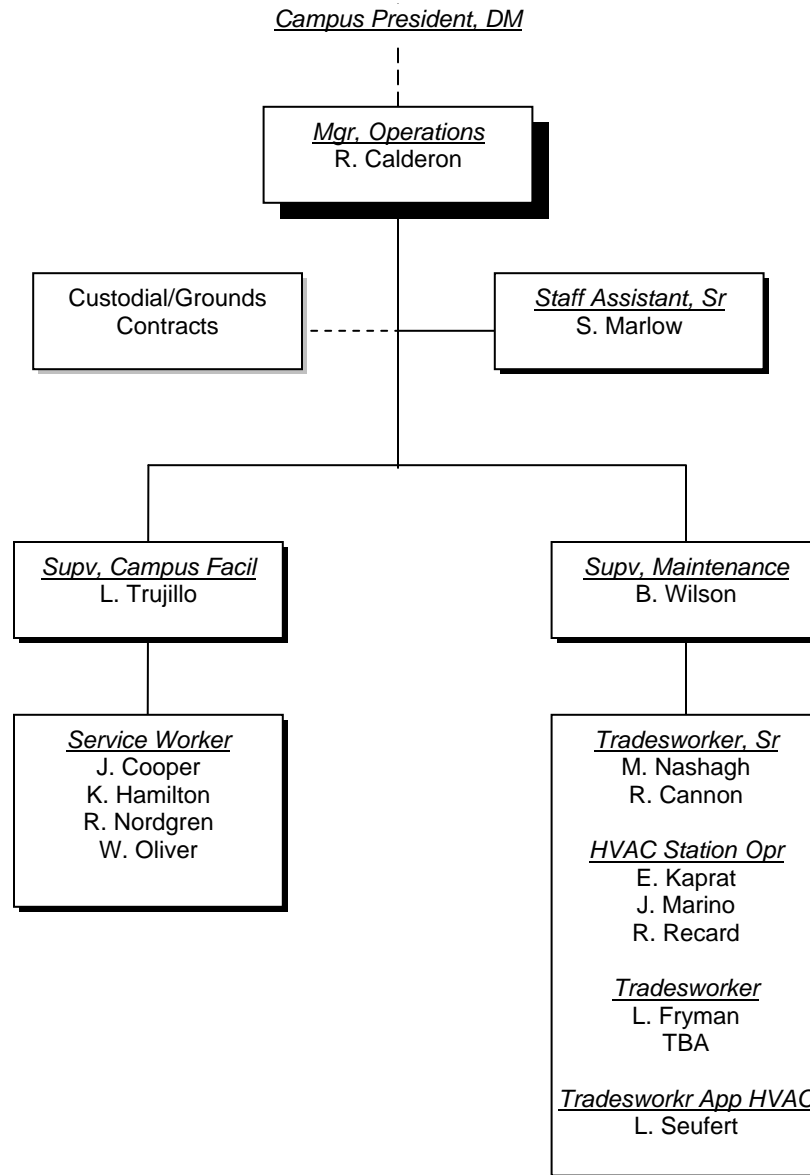 Campus President, DM
Mgr, Operations
R. Calderon
Custodial/Grounds
Contracts
Staff Assistant, Sr
S. Marlow
Supv, Campus Facil
L. Trujillo
Supv, Maintenance
B. Wilson
Service Worker
J. Cooper
K. Hamilton
R. Nordgren
W. Oliver
Tradesworker, Sr
M. Nashagh
R. Cannon
HVAC Station Opr
E. Kaprat
J. Marino
R. Recard
Tradesworker
L. Fryman
TBA
Tradesworkr App HVAC
L. Seufert